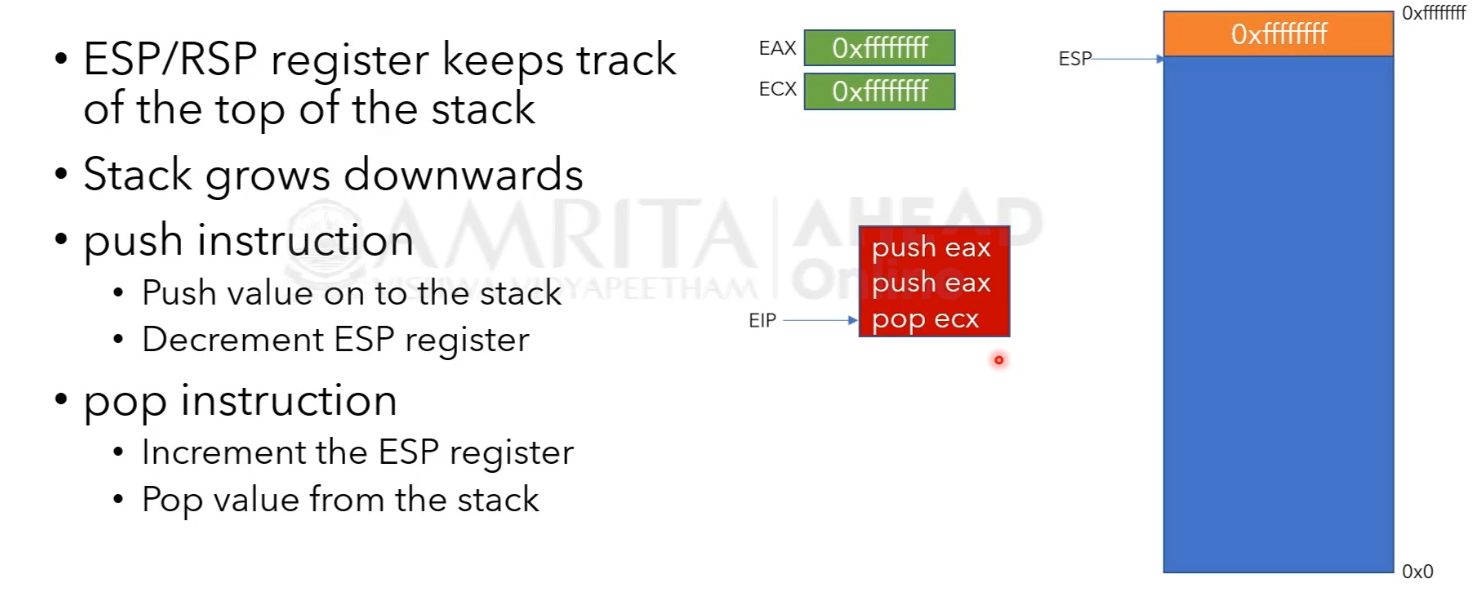 • ESP/RSP register keeps track
of the top of the stack
• Stack grows downwards
• push instruction
• Push value on to the stack
• Decrement ESP register
• pop instruction
• Increment the ESP register
• Pop value from the stack
EAX 0xffffffff
ECX 0xffffffff
push eax
push eax
EIP pop ecx
0xffffffff
0xffffffff
ESP
0x0
AMRITA
VISHWA VIDYAPEETHAM
AHEAD
Online